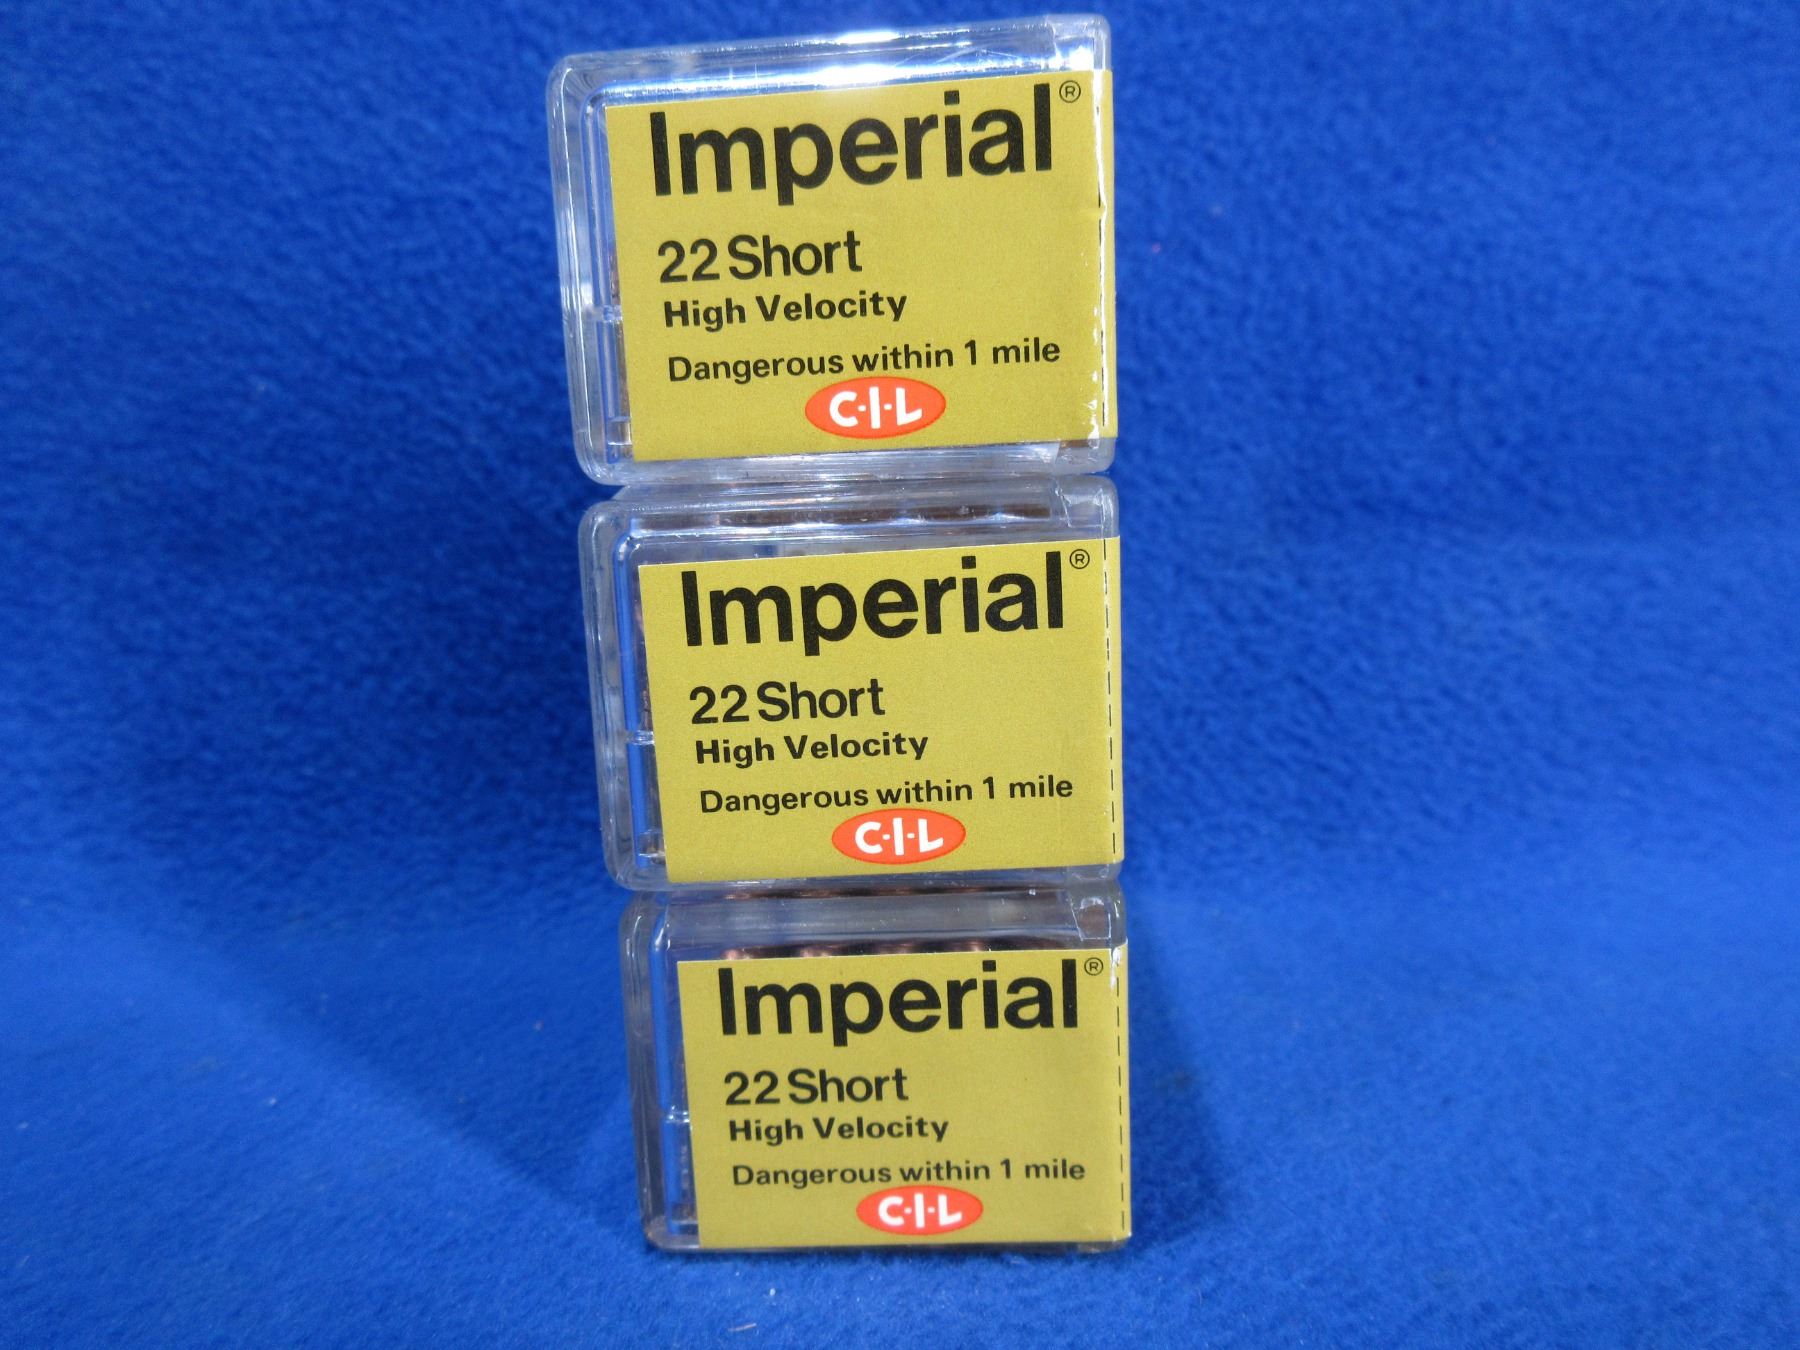 Imperial®
22 Short
High Velocity
Dangerous within 1 mile
C-I-L
Imperial®
22 Short
High Velocity
Dangerous within 1 mile
C-I-L
Imperial®
22 Short
High Velocity
Dangerous within 1 mile
C-I-L